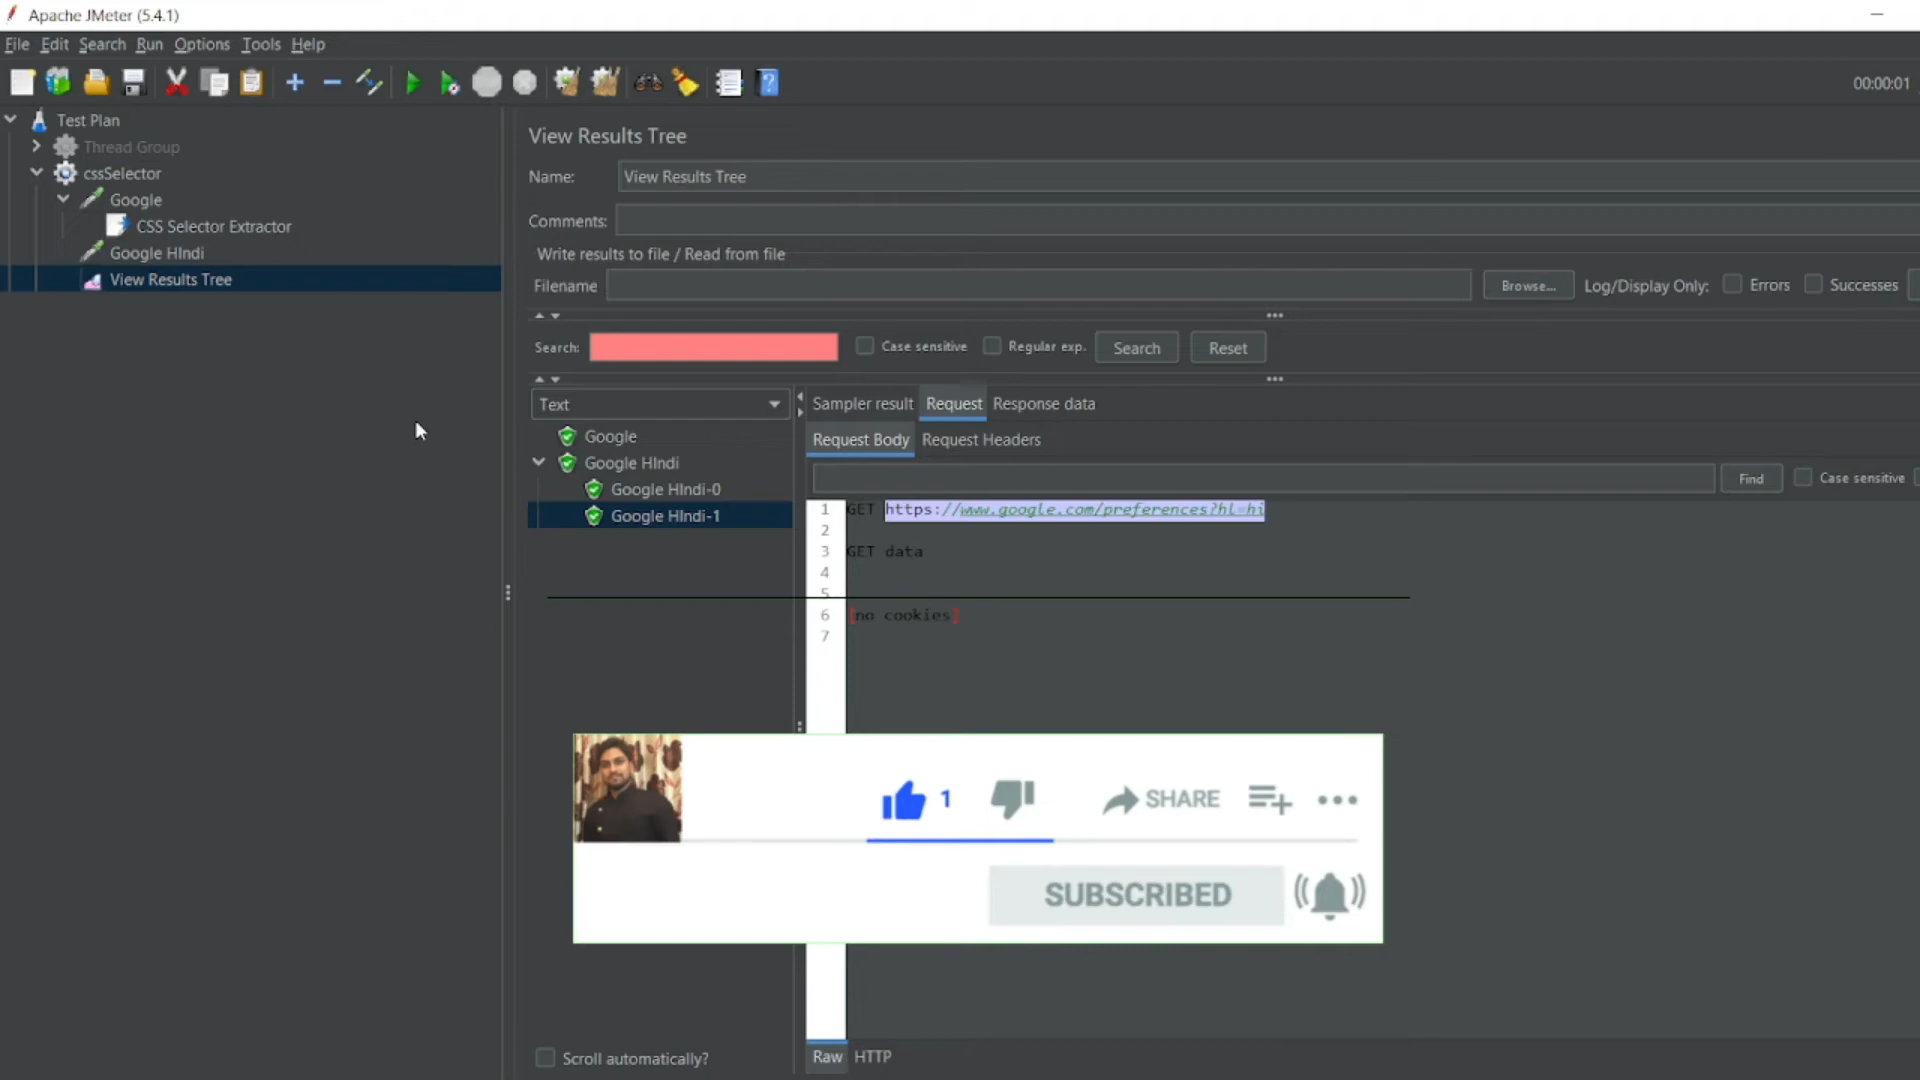 Apache JMeter (5.4.1)
File Edit Search Run Options Tools Help
00:00:01
Test Plan
Thread Group
cssSelector
Google
CSS Selector Extractor
Google HIndi
View Results Tree
View Results Tree
Name: View Results Tree
Comments:
Write results to file / Read from file
Filename Browse... Log/Display Only: Errors Successes
Search: Case sensitive Regular exp. Search Reset
Text
Google
Google HIndi
Google HIndi-0
Google HIndi-1
Sampler result Request Response data
Request Body Request Headers
Find Case sensitive
1 GET https://www.google.com/preferences?hl=hi
2
3 GET data
4
5
6 [no cookies]
7
1 SHARE
SUBSCRIBED
Scroll automatically?
Raw HTTP